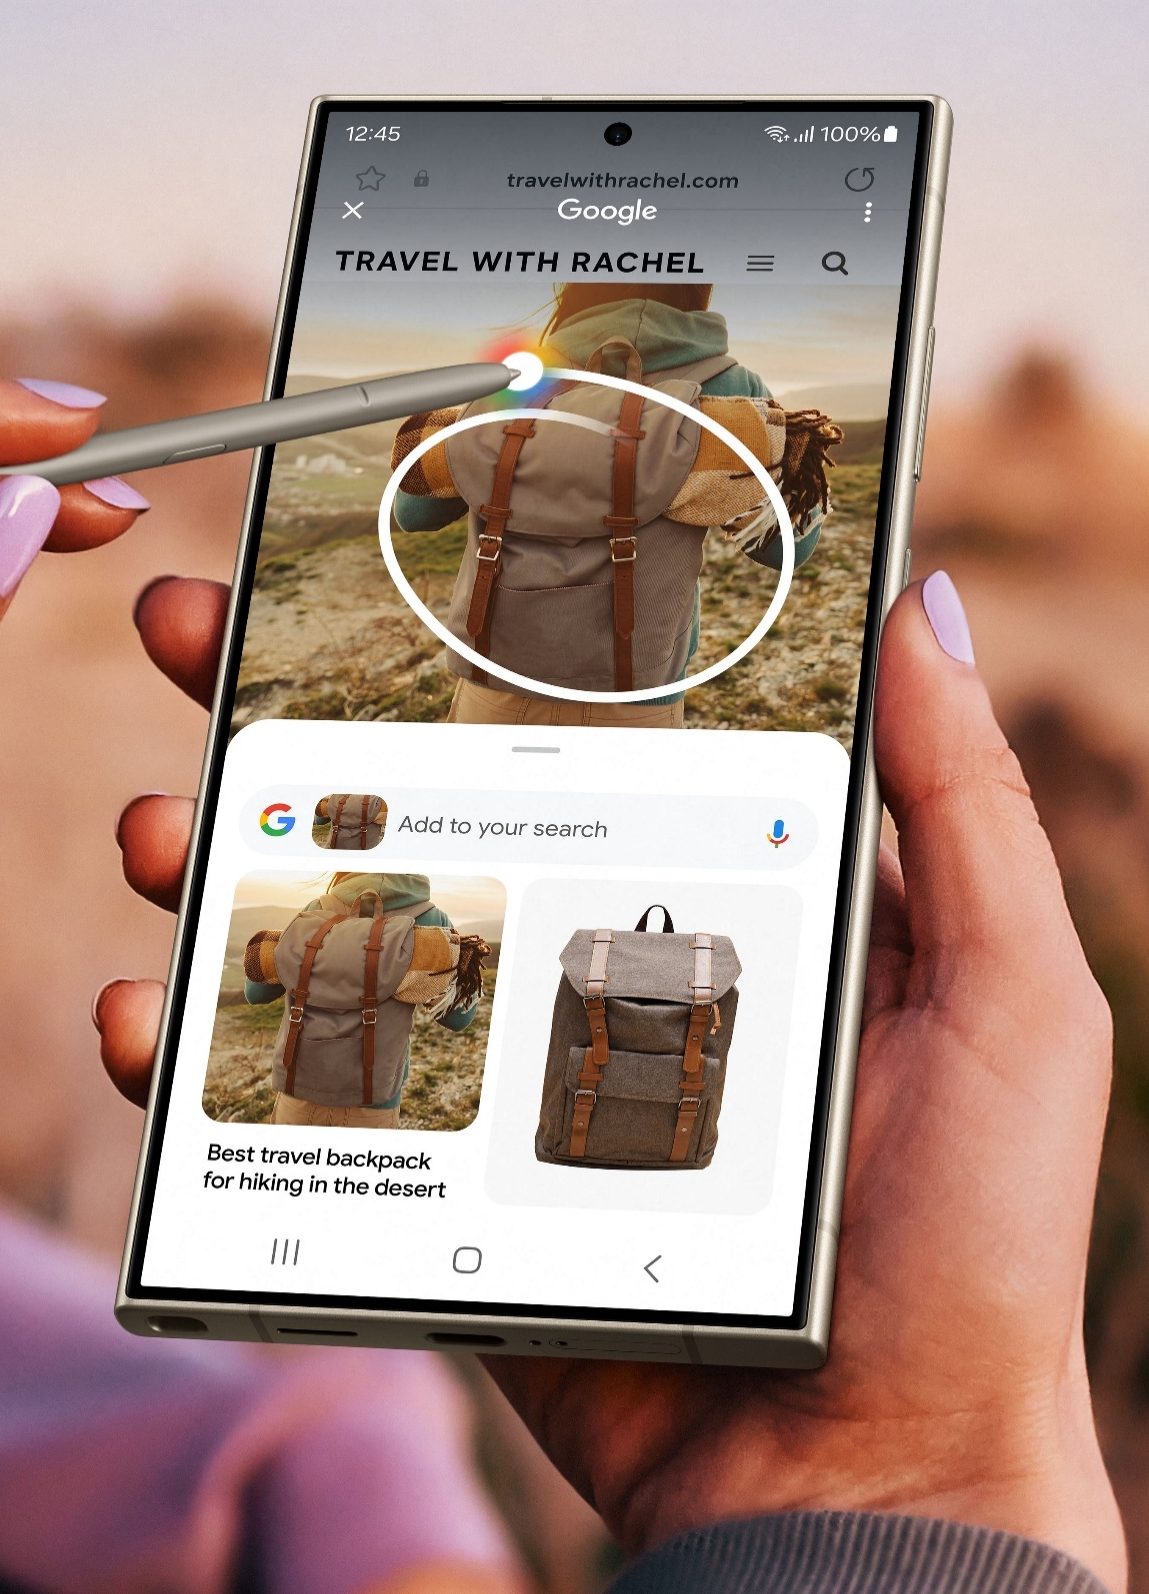 12:45
100%
travelwithrachel.com
Google
TRAVEL WITH RACHEL
Add to your search
Best travel backpack
for hiking in the desert